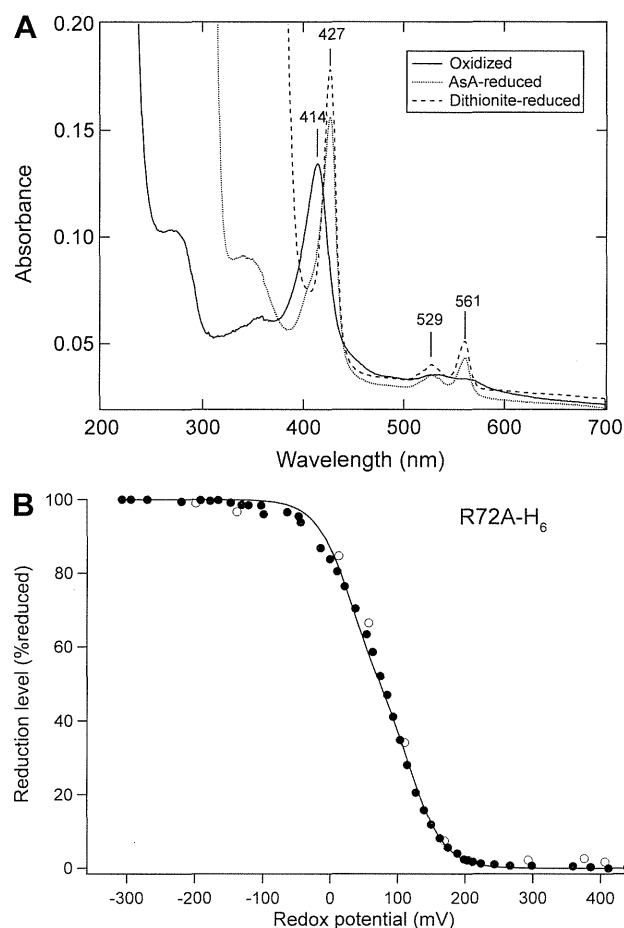 A
0.20
0.15
0.10
0.05
Absorbance
427
414
529
561
Oxidized
AsA-reduced
Dithionite-reduced
200 300 400 500 600 700
Wavelength (nm)
B
R72A-H₆
100
80
60
40
20
0
Reduction level (%reduced)
-300 -200 -100 0 100 200 300 400
Redox potential (mV)